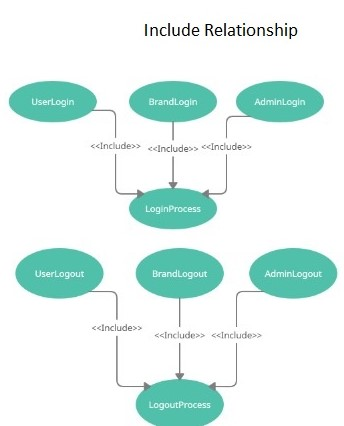 Include Relationship
UserLogin BrandLogin AdminLogin
<<Include>> <<Include>> <<Include>>
LoginProcess
UserLogout BrandLogout AdminLogout
<<Include>> <<Include>> <<Include>>
LogoutProcess